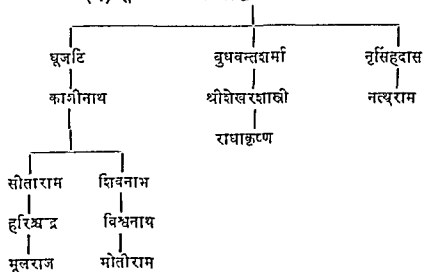 धूर्जटि बुधवन्तशर्मा नृसिंहदास
काशीनाथ श्रीशेखरशास्त्री नत्थूराम
राधाकृष्ण
सीताराम शिवनाभ
हरिश्चन्द्र विश्वनाथ
मूलराज मोतीराम